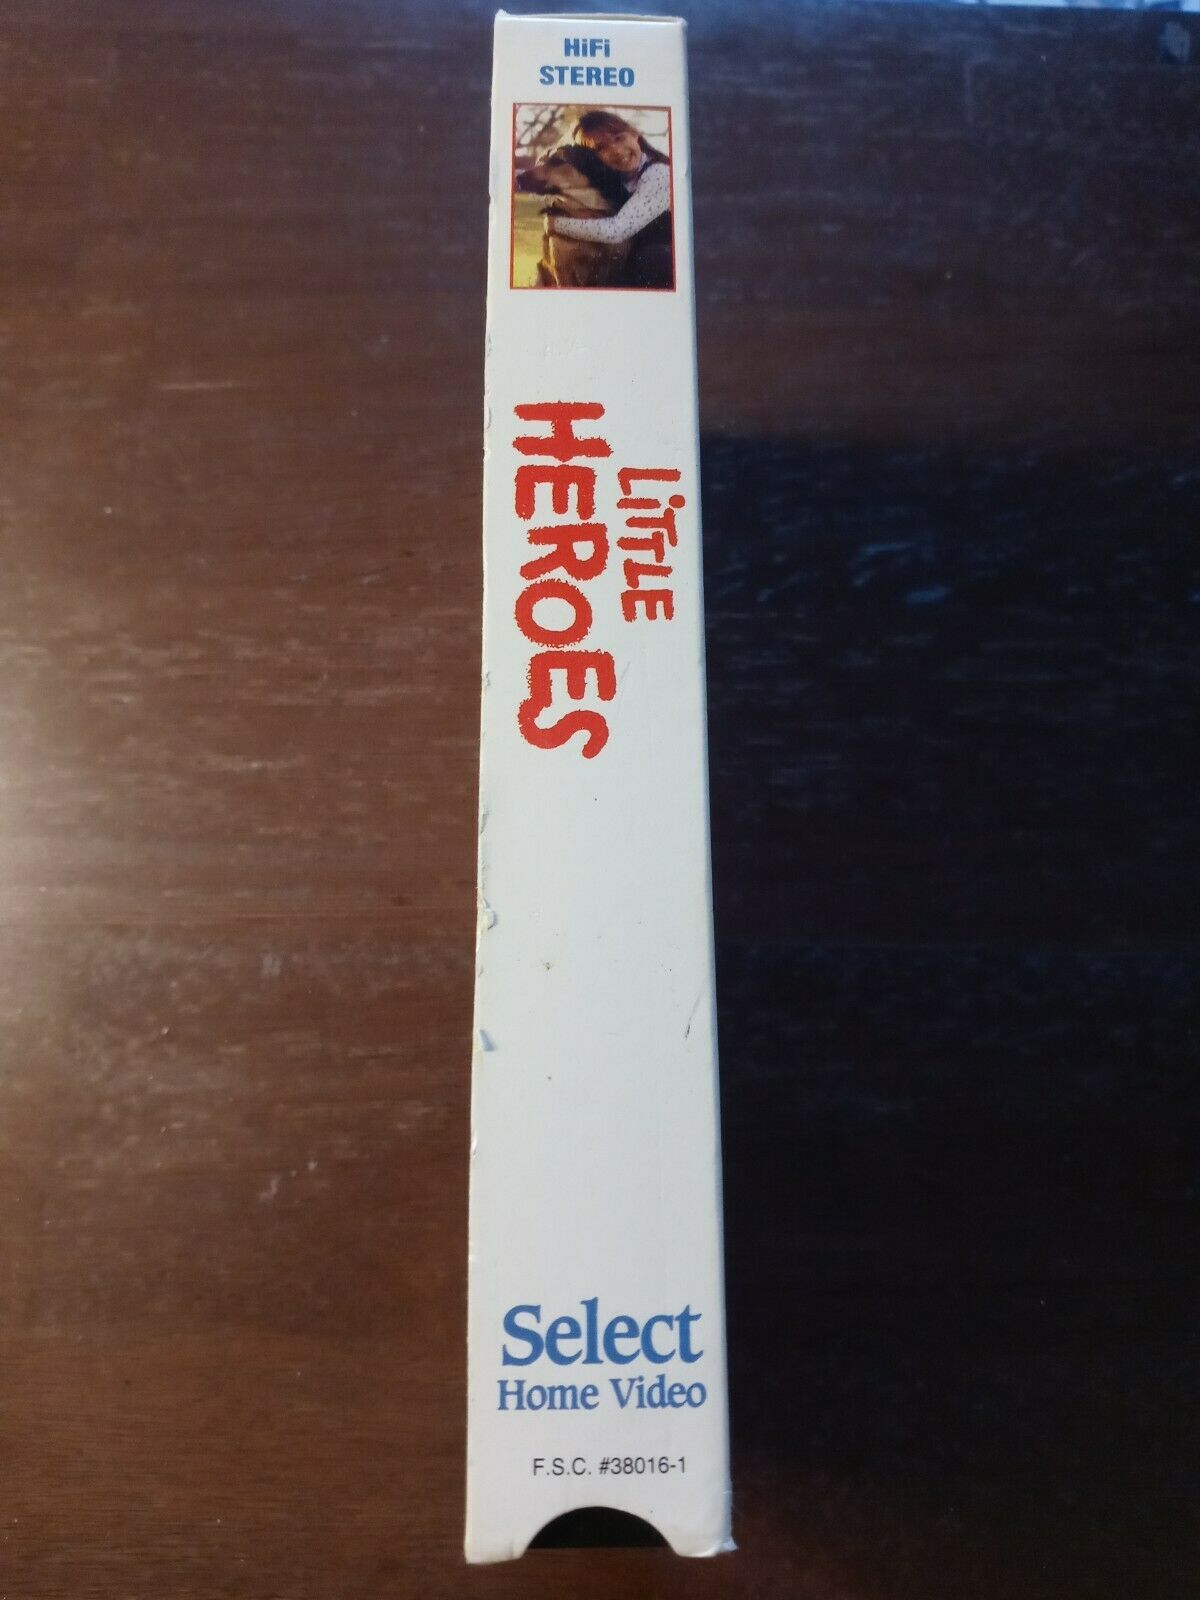 HiFi
STEREO
LiTTLE
HEROES
Select
Home Video
F.S.C. #38016-1